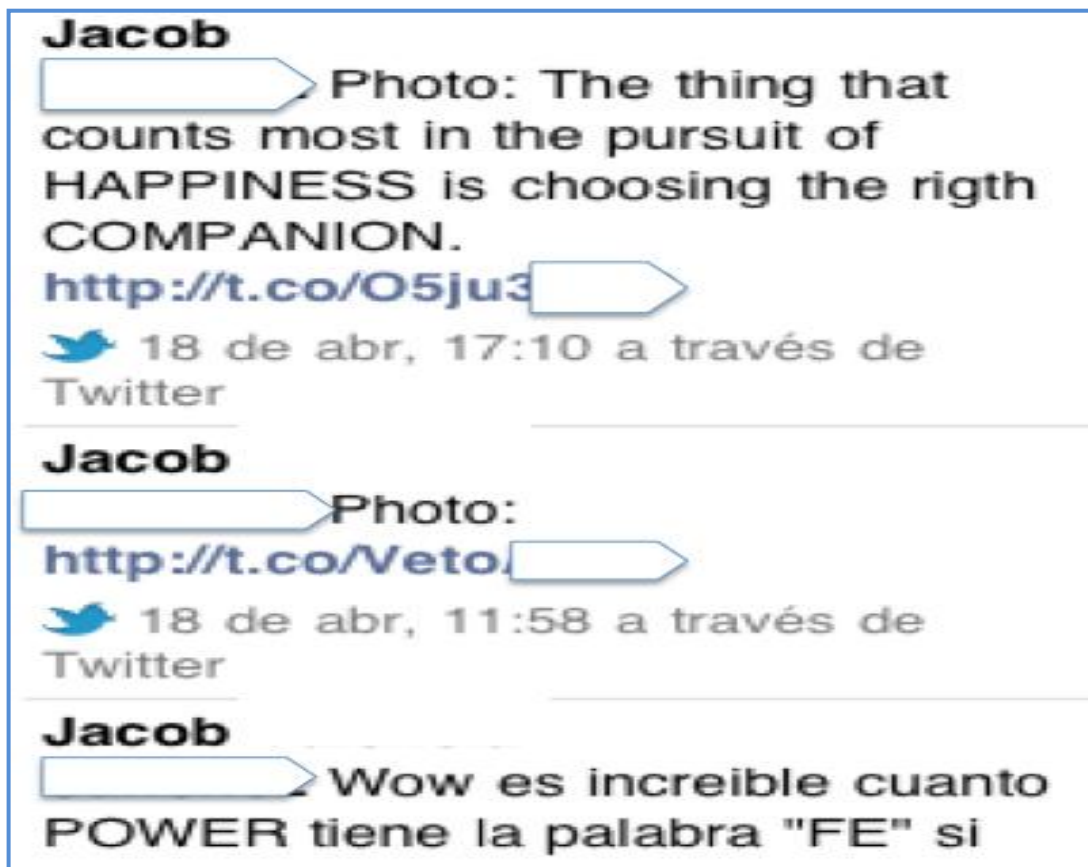 Jacob
Photo: The thing that
counts most in the pursuit of
HAPPINESS is choosing the rigth
COMPANION.
http://t.co/O5ju3
18 de abr, 17:10 a través de
Twitter
Jacob
Photo:
http://t.co/Veto
18 de abr, 11:58 a través de
Twitter
Jacob
Wow es increible cuanto
POWER tiene la palabra "FE" si